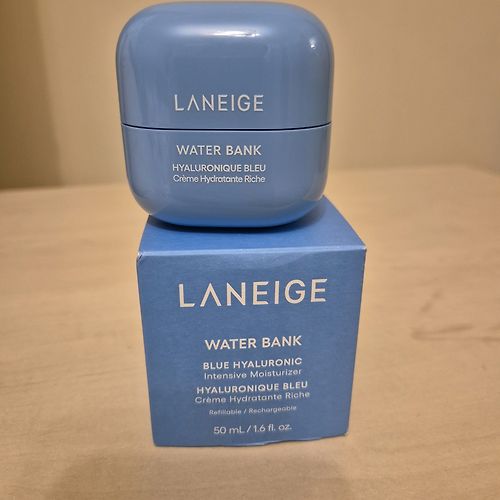 LANEIGE
WATER BANK
HYALURONIQUE BLEU
Crème Hydratante Riche
LANEIGE
WATER BANK
BLUE HYALURONIC
Intensive Moisturizer
HYALURONIQUE BLEU
Crème Hydratante Riche
Refillable / Rechargeable
50 mL / 1.6 fl. oz.